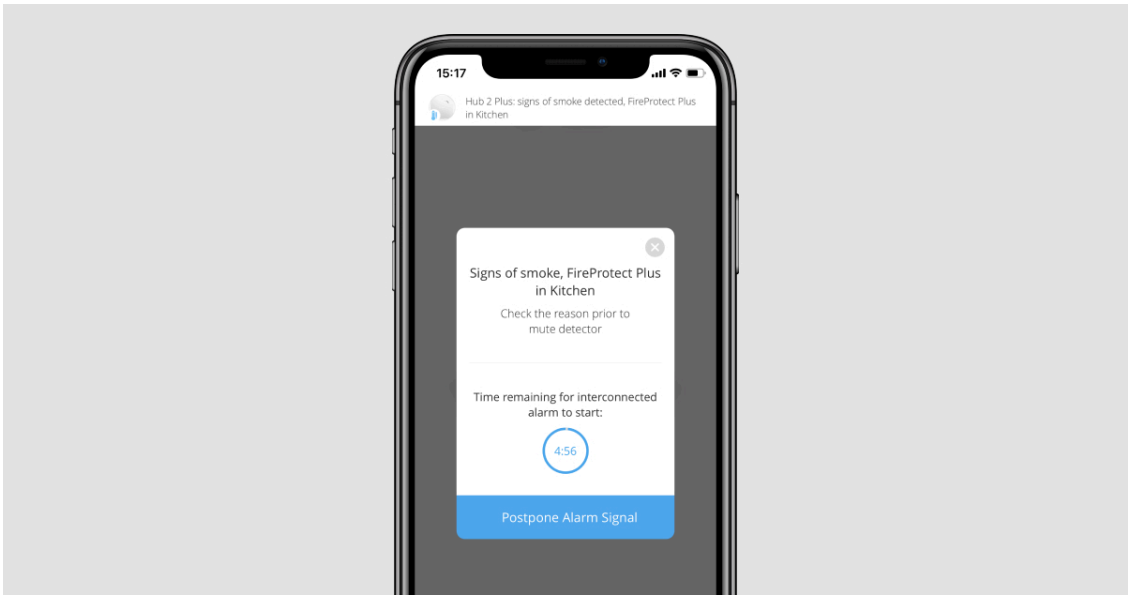 15:17
Hub 2 Plus: signs of smoke detected, FireProtect Plus
in Kitchen
Signs of smoke, FireProtect Plus
in Kitchen
Check the reason prior to
mute detector
Time remaining for interconnected
alarm to start:
4:56
Postpone Alarm Signal